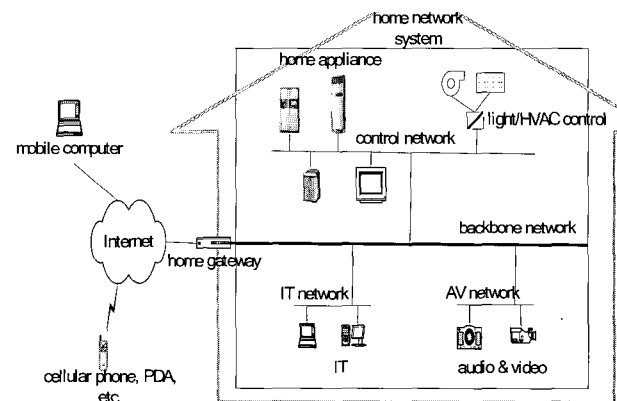 home network
system
home appliance
light/HVAC control
control network
mobile computer
backbone network
Internet
home gateway
IT network
AV network
IT
audio & video
cellular phone, PDA,
etc